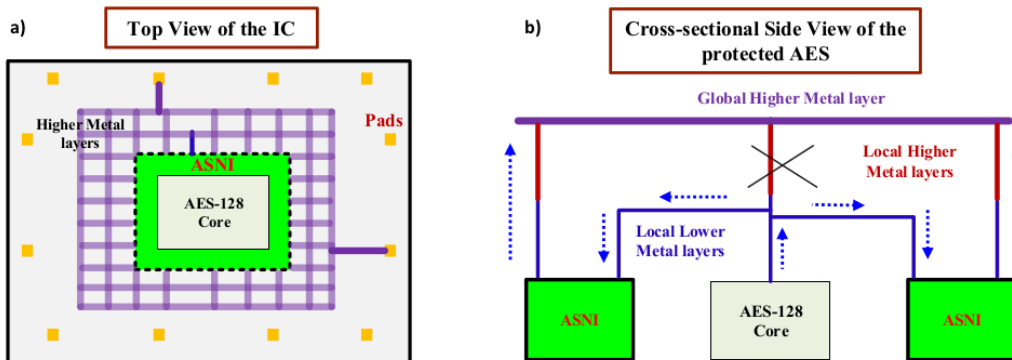 a)
Top View of the IC
Higher Metal
layers
Pads
ASNI
AES-128
Core
b)
Cross-sectional Side View of the
protected AES
Global Higher Metal layer
Local Higher
Metal layers
Local Lower
Metal layers
ASNI
AES-128
Core
ASNI